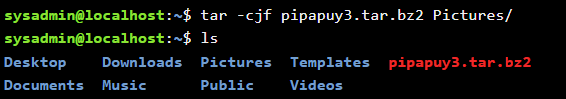 sysadmin@localhost:~$ tar -cjf pipapuy3.tar.bz2 Pictures/
sysadmin@localhost:~$ ls
Desktop    Downloads  Pictures  Templates  pipapuy3.tar.bz2
Documents  Music      Public    Videos